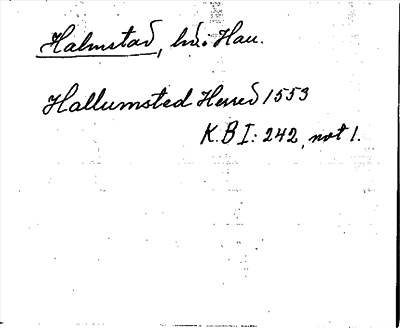 Halmstad, hd. i Hall.
Hallumsted Herred 1553
K.B I: 242, not 1.